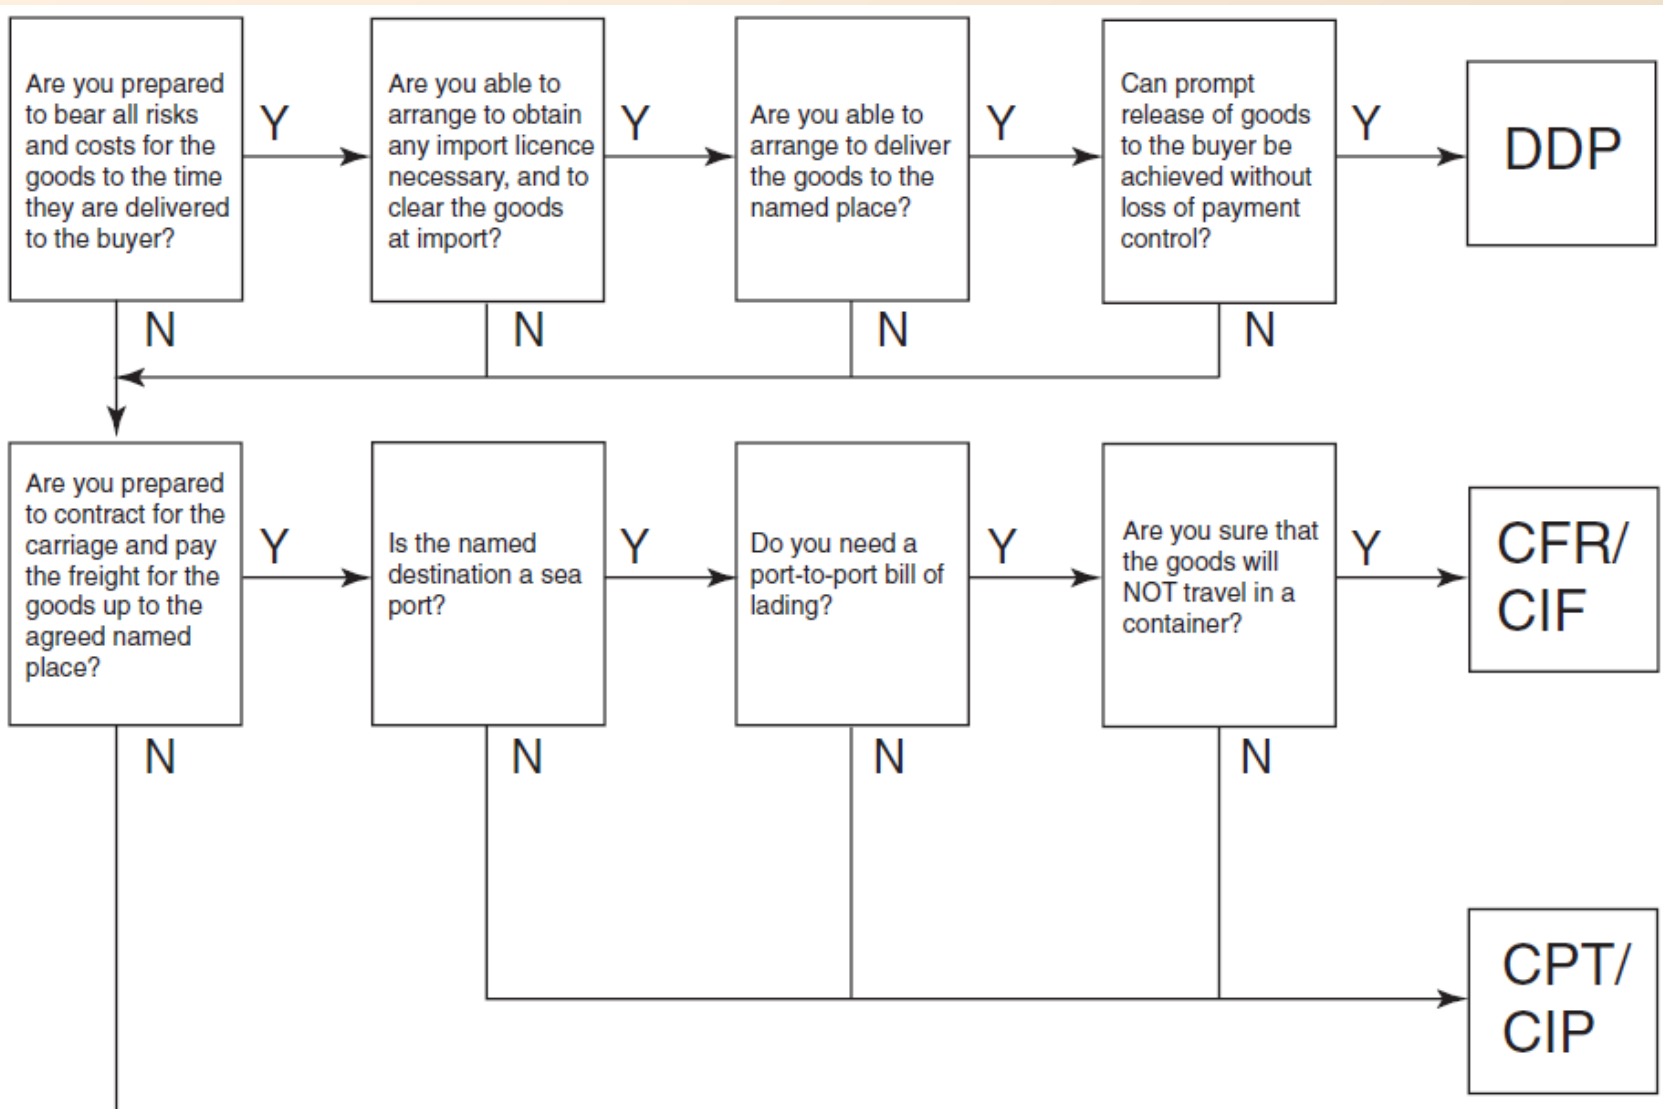 Are you prepared
to bear all risks
and costs for the
goods to the time
they are delivered
to the buyer?
Y
Are you able to
arrange to obtain
any import licence
necessary, and to
clear the goods
at import?
Y
Are you able to
arrange to deliver
the goods to the
named place?
Y
Can prompt
release of goods
to the buyer be
achieved without
loss of payment
control?
Y
DDP
N
N
N
N
Are you prepared
to contract for the
carriage and pay
the freight for the
goods up to the
agreed named
place?
Y
Is the named
destination a sea
port?
Y
Do you need a
port-to-port bill of
lading?
Y
Are you sure that
the goods will
NOT travel in a
container?
Y
CFR/
CIF
N
N
N
N
CPT/
CIP